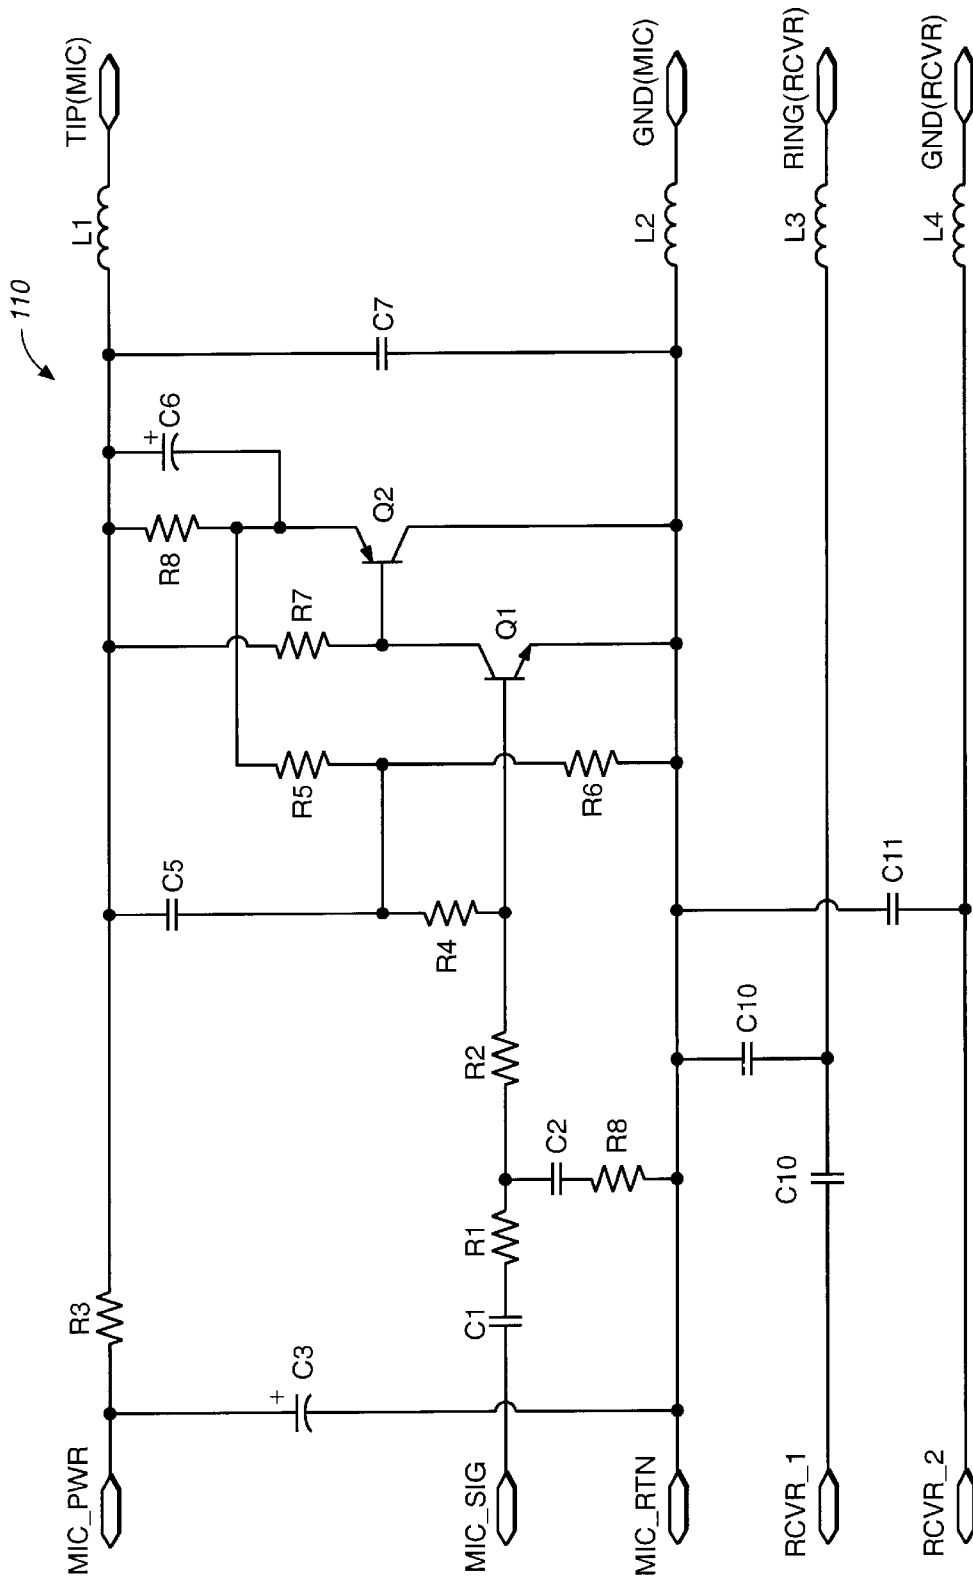 110
MIC_PWR
R3
C3
+
C5
R8
C6
+
L1
TIP(MIC)
R5
R7
Q2
C7
MIC_SIG
C1
R1
R2
R4
Q1
C2
R8
R6
MIC_RTN
L2
GND(MIC)
C10
C11
RCVR_1
C10
L3
RING(RCVR)
RCVR_2
L4
GND(RCVR)